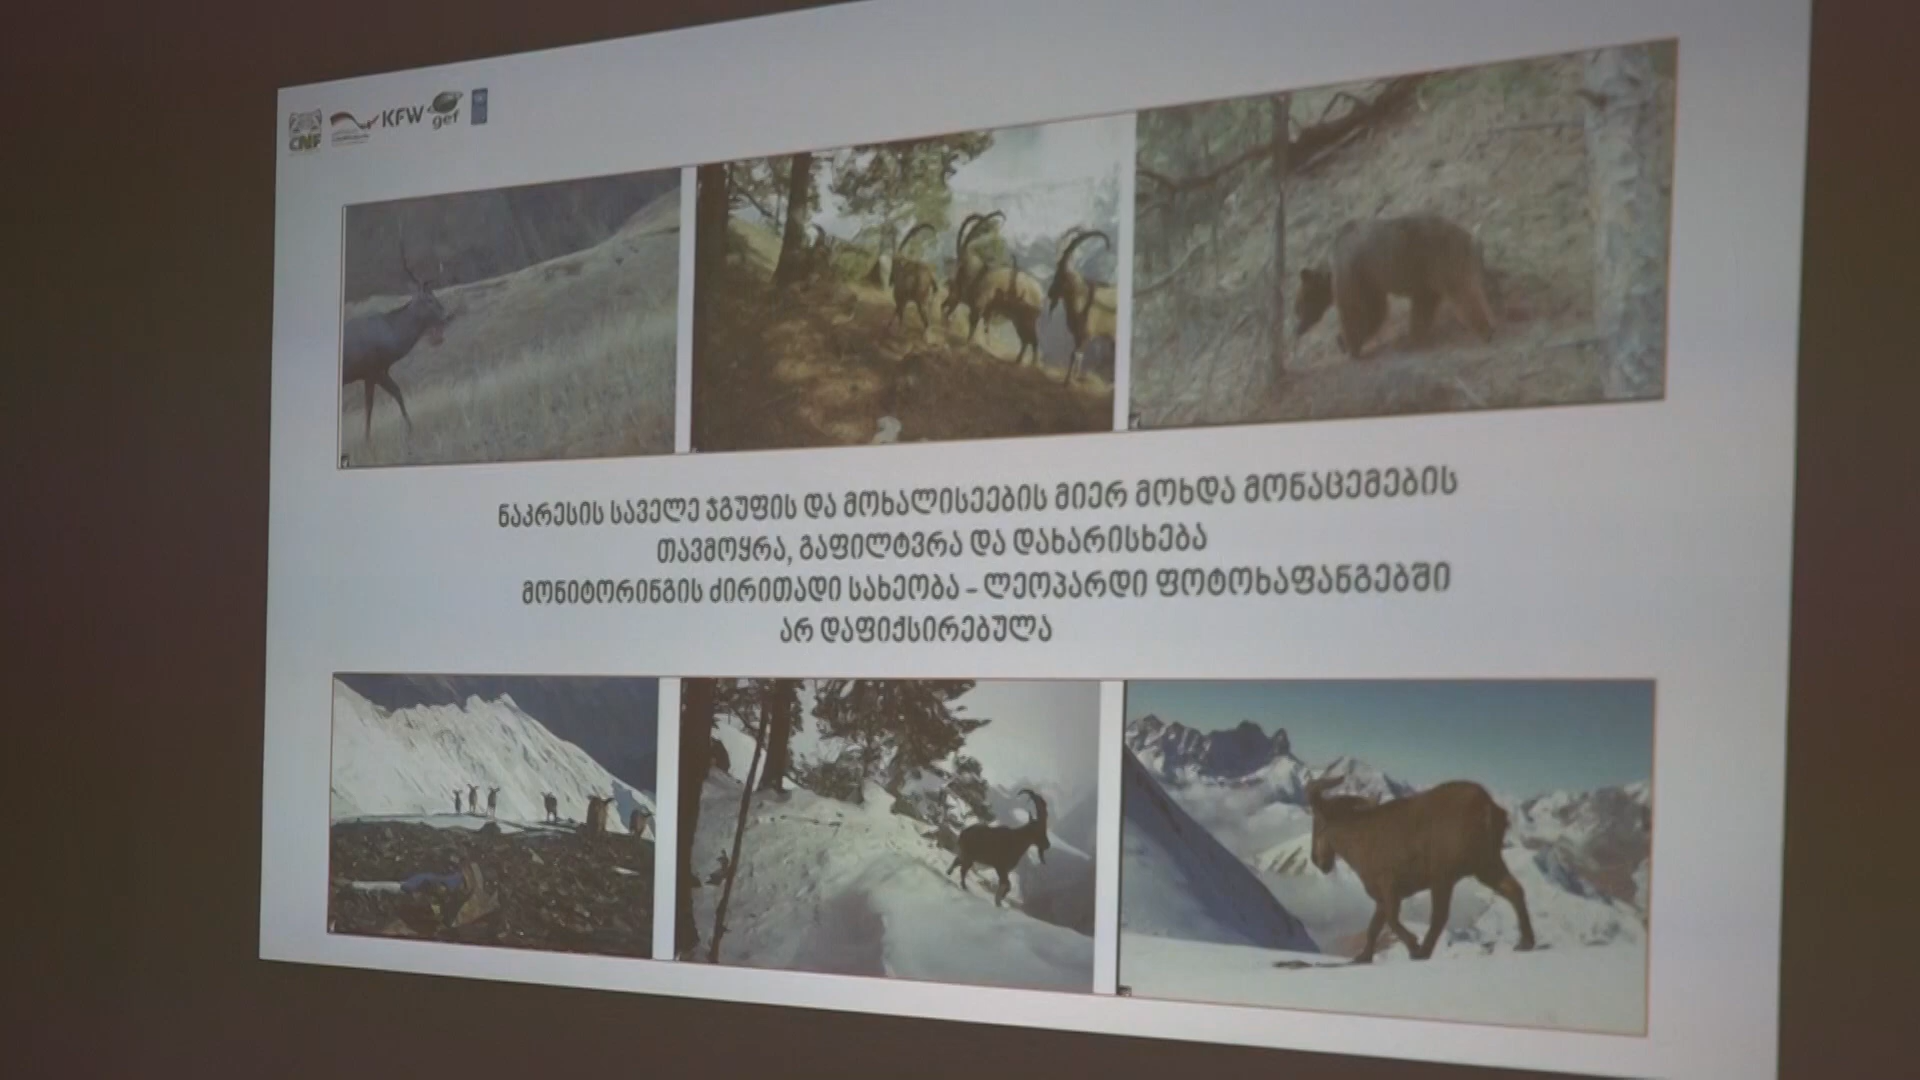 CNF
KFW
gef
ნაკრესის საველე ჯგუფის და მოხალისეების მიერ მოხდა მონაცემების
თავმოყრა, გაფილტვრა და დახარისხება
მონიტორინგის ძირითადი სახეობა - ლეოპარდი ფოტოხაფანგებში
არ დაფიქსირებულა